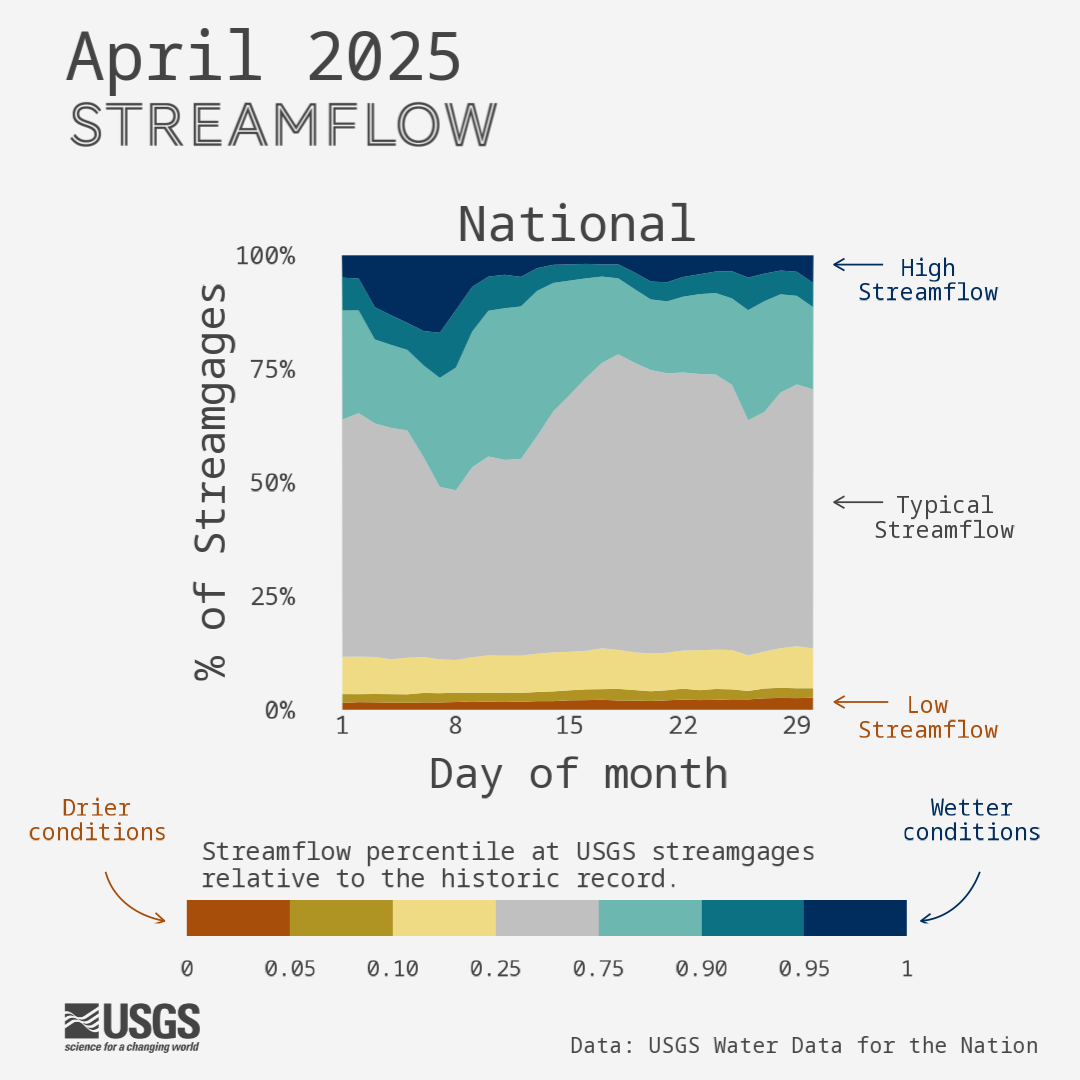 April 2025
STREAMFLOW
National
% of Streamgages
100%
75%
50%
25%
0%
1 8 15 22 29
Day of month
High
Streamflow
Typical
Streamflow
Low
Streamflow
Drier
conditions
Wetter
conditions
Streamflow percentile at USGS streamgages
relative to the historic record.
0 0.05 0.10 0.25 0.75 0.90 0.95 1
USGS
science for a changing world
Data: USGS Water Data for the Nation